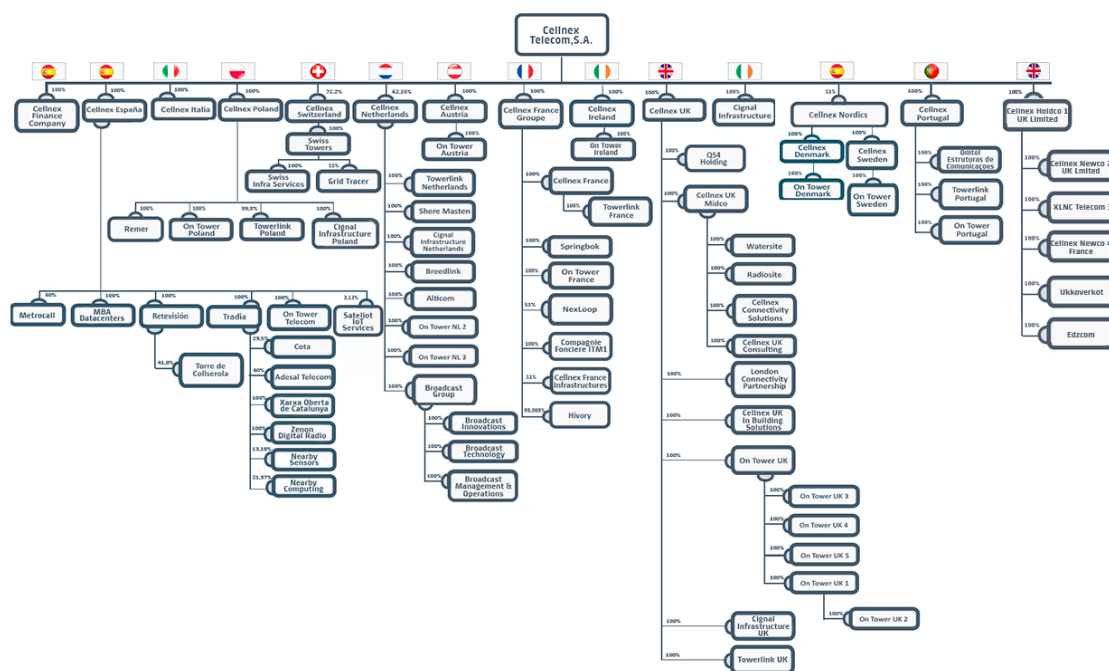 Cellnex
Telecom,S.A.
100%
Cellnex
Finance
Company
100%
Cellnex España
100%
Cellnex Italia
100%
Cellnex Poland
72,2%
Cellnex
Switzerland
62,35%
Cellnex
Netherlands
100%
Cellnex
Austria
100%
Cellnex France
Groupe
100%
Cellnex
Ireland
100%
Cellnex UK
100%
Cignal
Infrastructure
51%
Cellnex Nordics
100%
Cellnex
Portugal
100%
Cellnex Holdco 1
UK Limited
100%
Swiss
Towers
100%
Swiss
Infra Services
55%
Grid Tracer
100%
On Tower
Austria
100%
On Tower
Ireland
100%
Cellnex
Denmark
100%
On Tower
Denmark
100%
Cellnex
Sweden
100%
On Tower
Sweden
100%
Remer
100%
On Tower
Poland
99,9%
Towerlink
Poland
100%
Cignal
Infrastructure
Poland
60%
Metrocall
100%
MBA
Datacenters
100%
Retevisión
100%
Tradia
100%
On Tower
Telecom
3,13%
Sateliot
IoT
Services
41,8%
Torre de
Collserola
29,5%
Cota
60%
Adesal Telecom
100%
Xarxa Oberta
de Catalunya
100%
Zenon
Digital Radio
13,18%
Nearby
Sensors
21,97%
Nearby
Computing
100%
Towerlink
Netherlands
100%
Shere Masten
100%
Cignal
Infrastructure
Netherlands
100%
Breedlink
100%
Alticom
100%
On Tower NL 2
100%
On Tower NL 3
100%
Broadcast
Group
100%
Broadcast
Innovations
100%
Broadcast
Technology
100%
Broadcast
Management &
Operations
100%
Cellnex France
100%
Towerlink
France
100%
Springbok
100%
On Tower
France
51%
NexLoop
100%
Compagnie
Fonciere ITM1
51%
Cellnex France
Infrastructures
99,989%
Hivory
100%
QS4
Holding
100%
Cellnex UK
Midco
100%
Watersite
100%
Radiosite
100%
Cellnex
Connectivity
Solutions
100%
Cellnex UK
Consulting
100%
London
Connectivity
Partnership
100%
Cellnex UK
In Building
Solutions
100%
On Tower UK
100%
On Tower UK 3
100%
On Tower UK 4
100%
On Tower UK 5
100%
On Tower UK 1
100%
On Tower UK 2
100%
Cignal
Infrastructure
UK
100%
Towerlink UK
100%
Omtel
Estruturas de
Comunicaçoes
100%
Towerlink
Portugal
100%
On Tower
Portugal
100%
Cellnex Newco 2
UK Lmited
100%
XLNC Telecom 3
100%
Cellnex Newco 4
France
100%
Ukkoverkot
100%
Edzcom